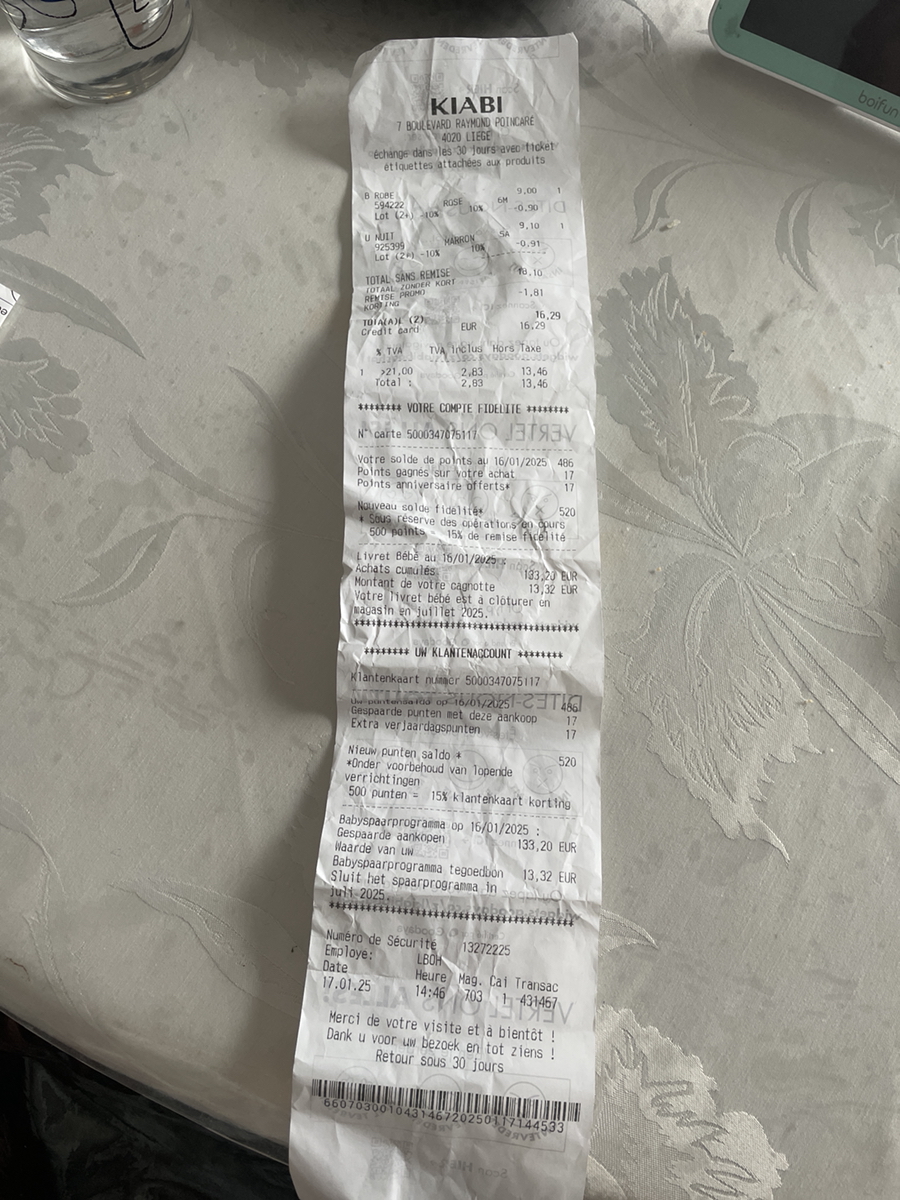 KIABI
7 BOULEVARD RAYMOND POINCARE
4020 LIEGE
échange dans les 30 jours avec ticket
étiquettes attachées aux produits
B ROBE 9,00 1
594222 ROSE 6M
Lot (2+) -10% 10% -0,90
U NUIT 9,10 1
925399 MARRON 5A
Lot (2+) -10% 10% -0,91
TOTAL SANS REMISE 18,10
TOTAAL ZONDER KORT
REMISE PROMO -1,81
KORTING
TOTA(A)L (2) 16,29
Credit card EUR 16,29
% TVA TVA Inclus Hors Taxe
1 >21,00 2,83 13,46
Total : 2,83 13,46
******** VOTRE COMPTE FIDELITE ********
N° carte 5000347075117
Votre solde de points au 16/01/2025 486
Points gagnés sur votre achat 17
Points anniversaire offerts* 17
Nouveau solde fidélité* 520
* Sous réserve des opérations en cours
500 points = 15% de remise fidélité
Livret Bébé au 16/01/2025 :
Achats cumulés 133,20 EUR
Montant de votre cagnotte 13,32 EUR
Votre livret bébé est à clôturer en
magasin en juillet 2025.
******** UW KLANTENACCOUNT ********
Klantenkaart nummer 5000347075117
Uw puntensaldo op 16/01/2025 486
Gespaarde punten met deze aankoop 17
Extra verjaardagspunten 17
Nieuw punten saldo * 520
*Onder voorbehoud van lopende
verrichtingen
500 punten = 15% klantenkaart korting
Babyspaarprogramma op 16/01/2025 :
Gespaarde aankopen 133,20 EUR
Waarde van uw
Babyspaarprogramma tegoedbon 13,32 EUR
Sluit het spaarprogramma in
juli 2025.
Numéro de Sécurité 13272225
Employe: LBOH
Date Heure Mag. Cai Transac
17.01.25 14:46 703 1 431467
Merci de votre visite et à bientôt !
Dank u voor uw bezoek en tot ziens !
Retour sous 30 jours
660703001043146720250117144533
boifun